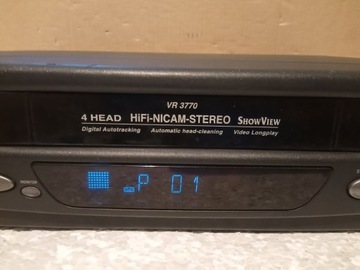 VR 3770
4 HEAD HiFi-NICAM-STEREO SHOWVIEW
Digital Autotracking Automatic head-cleaning Video Longplay
P 01